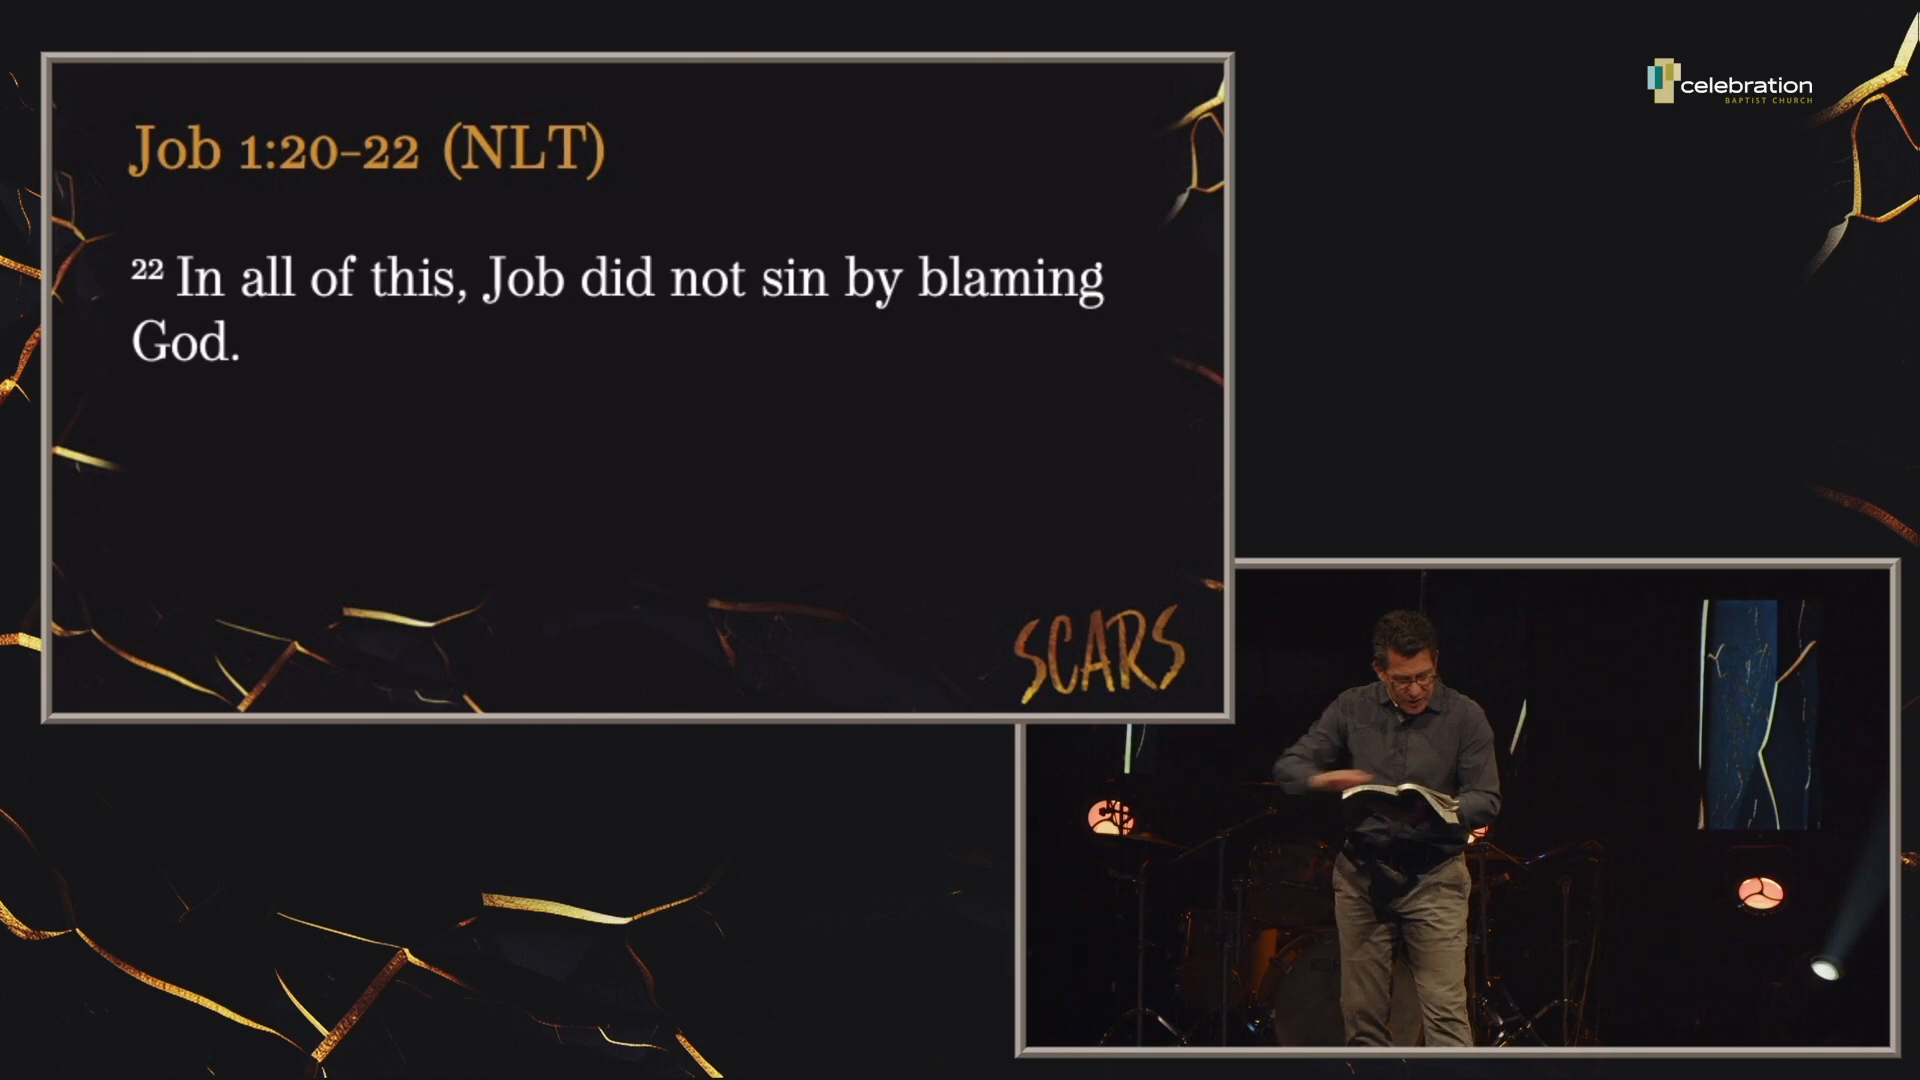 Job 1:20-22 (NLT)
22 In all of this, Job did not sin by blaming
God.
SCARS
celebration
BAPTIST CHURCH